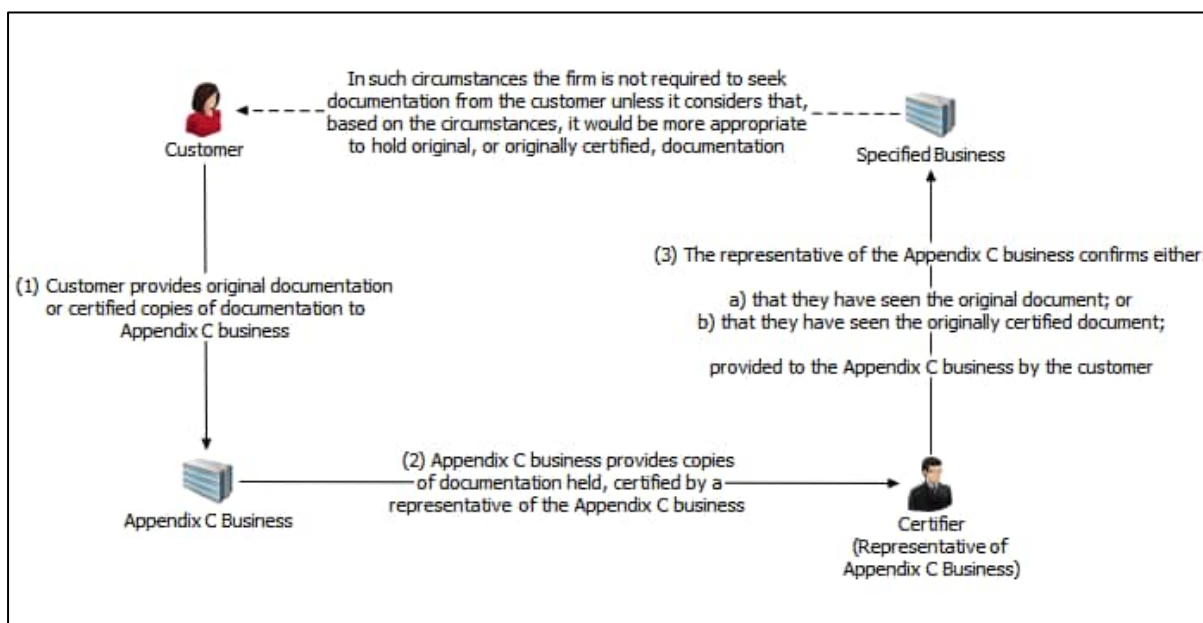 In such circumstances the firm is not required to seek
documentation from the customer unless it considers that,
based on the circumstances, it would be more appropriate
to hold original, or originally certified, documentation
Customer
Specified Business
(3) The representative of the Appendix C business confirms either:
(1) Customer provides original documentation
or certified copies of documentation to
Appendix C business
a) that they have seen the original document; or
b) that they have seen the originally certified document;
provided to the Appendix C business by the customer
(2) Appendix C business provides copies
of documentation held, certified by a
representative of the Appendix C business
Appendix C Business
Certifier
(Representative of
Appendix C Business)